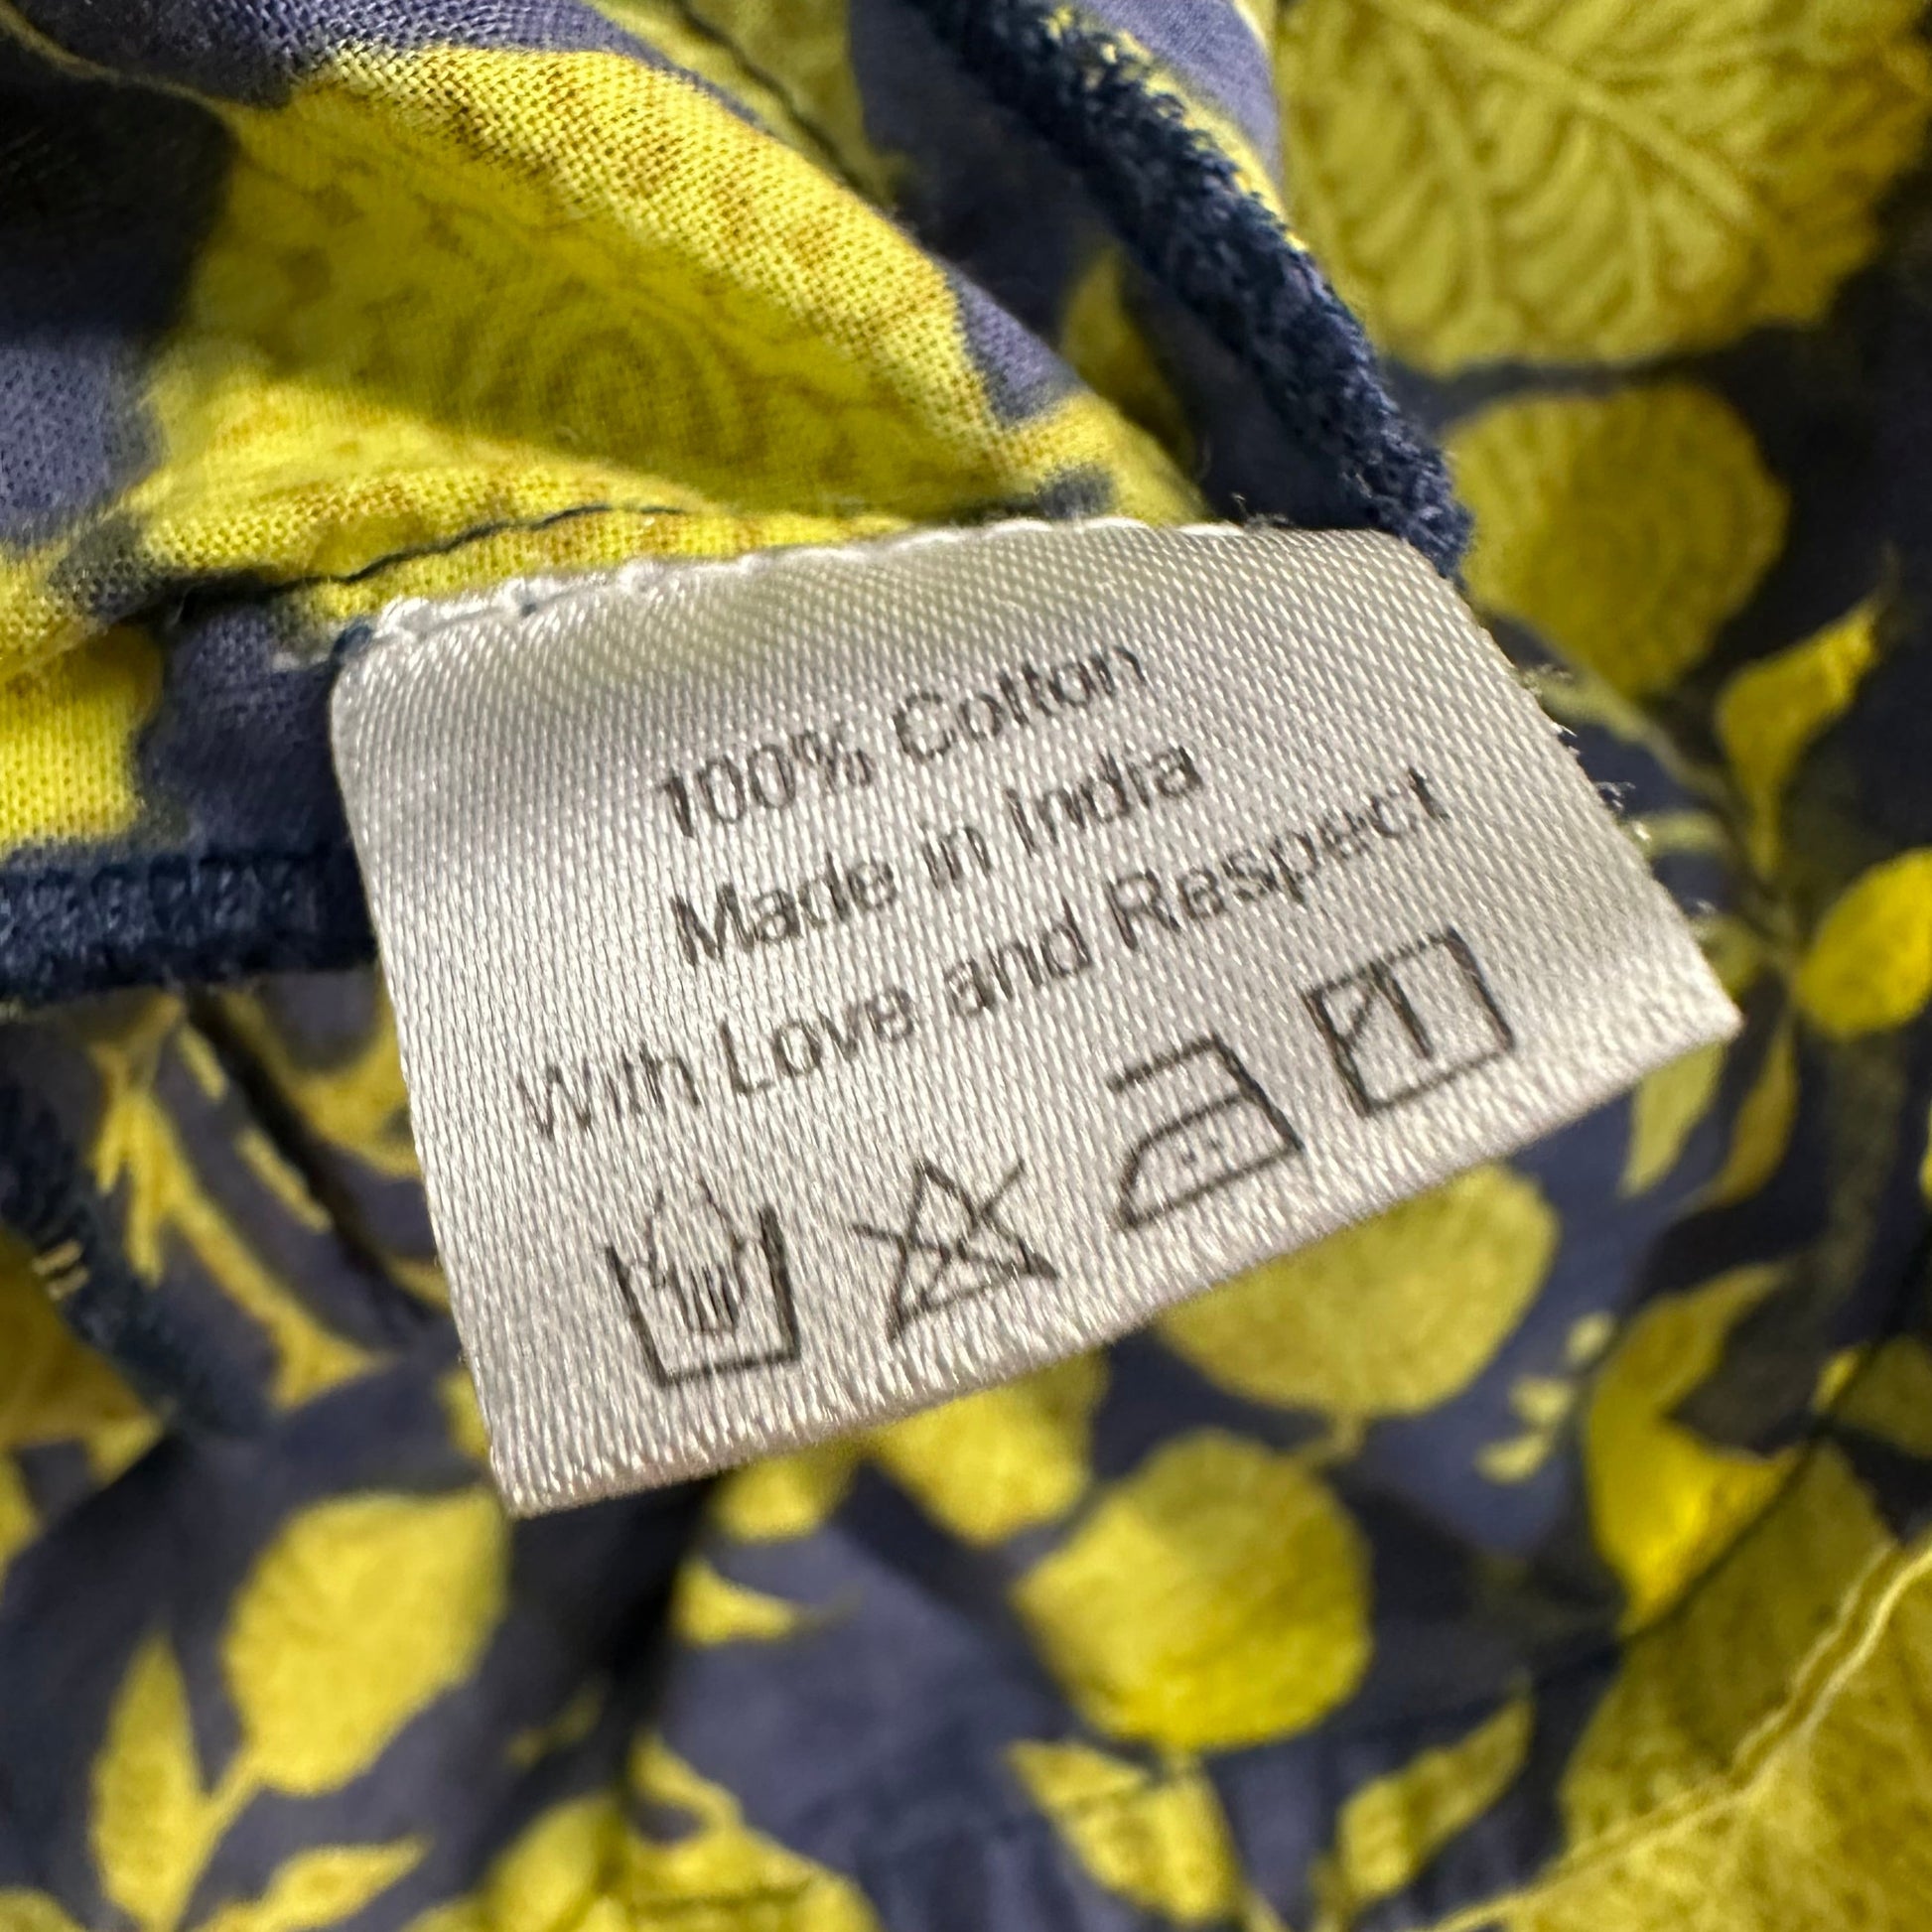 100% Cotton
Made in India
With Love and Respect